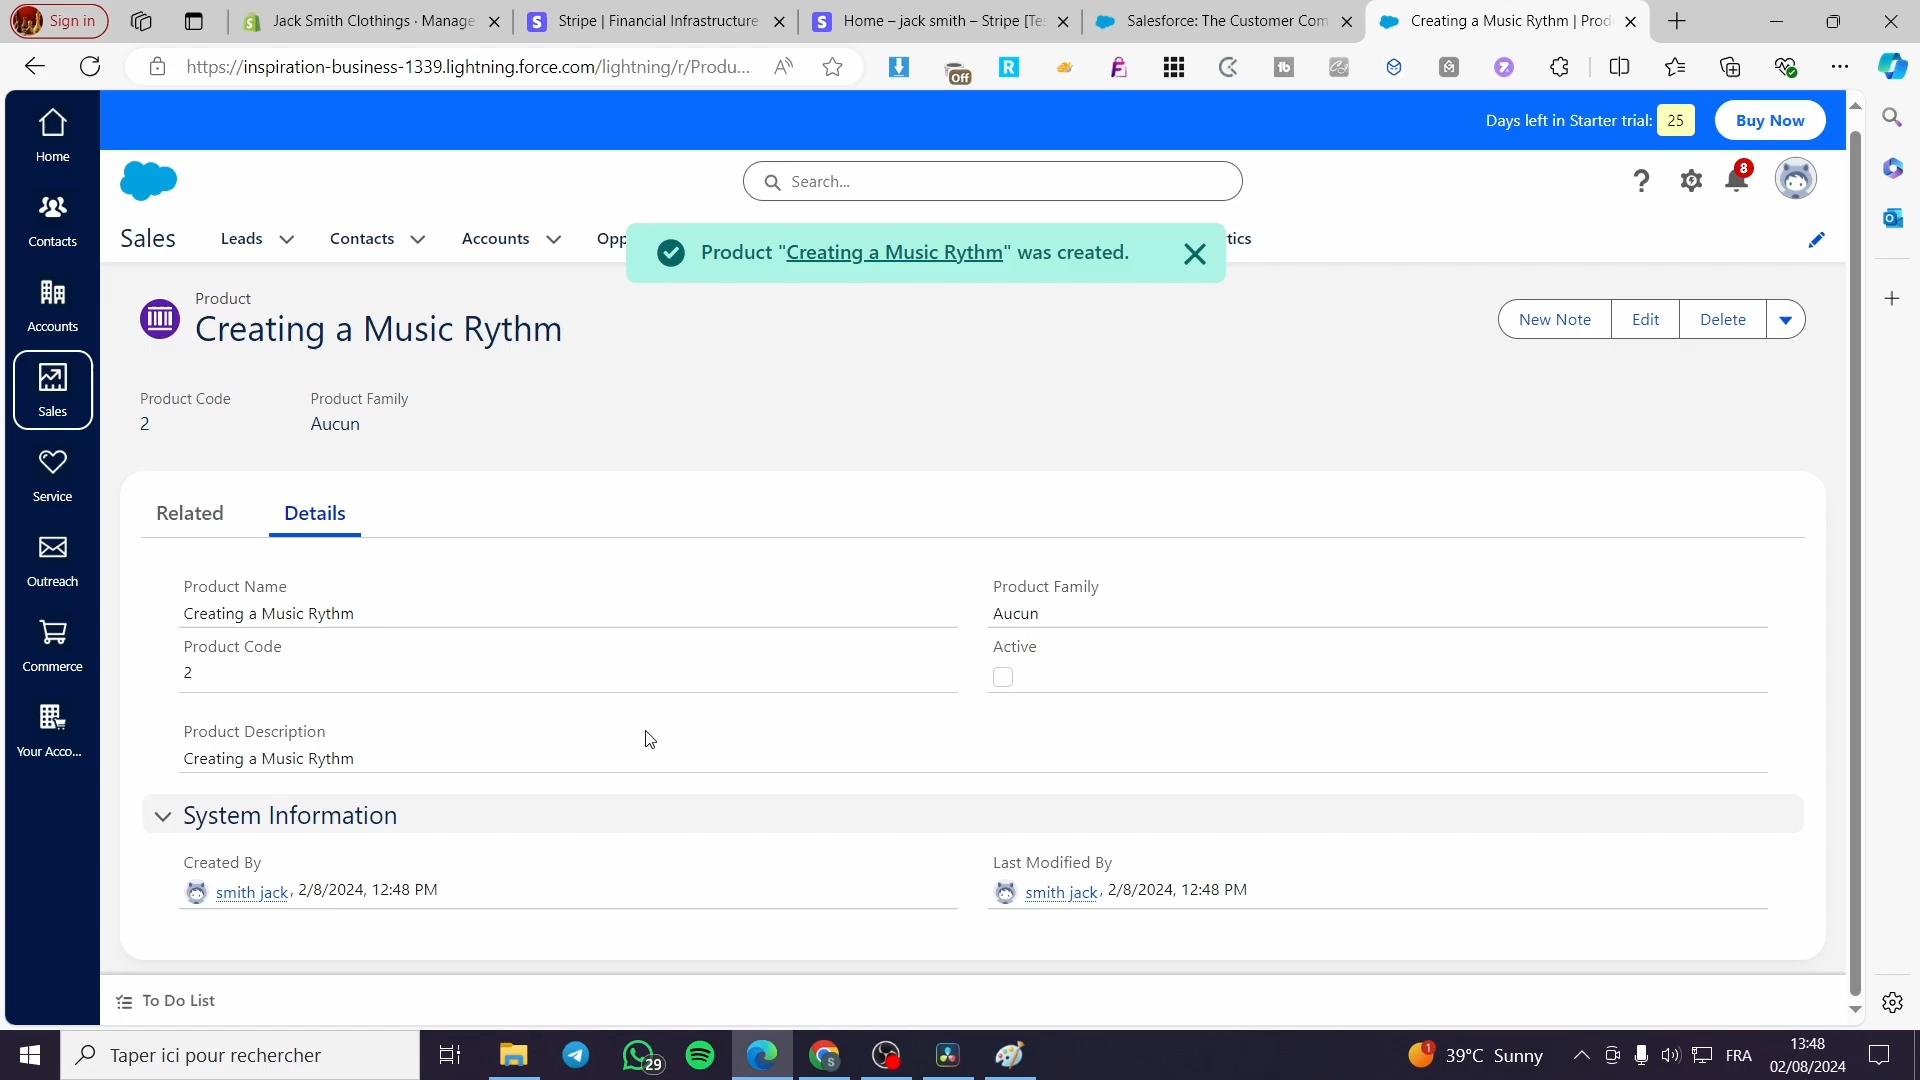 Sign in
Jack Smith Clothings · Manage
Stripe | Financial Infrastructure
Home – jack smith – Stripe [Te
Salesforce: The Customer Com
Creating a Music Rythm | Prod
https://inspiration-business-1339.lightning.force.com/lightning/r/Produ...
Off
Days left in Starter trial: 25
Buy Now
Home
Contacts
Accounts
Sales
Service
Outreach
Commerce
Your Acco...
Search...
8
Sales
Leads
Contacts
Accounts
Opp
tics
Product "Creating a Music Rythm" was created.
Product
Creating a Music Rythm
New Note
Edit
Delete
Product Code
2
Product Family
Aucun
Related
Details
Product Name
Creating a Music Rythm
Product Family
Aucun
Product Code
2
Active
Product Description
Creating a Music Rythm
System Information
Created By
smith jack, 2/8/2024, 12:48 PM
Last Modified By
smith jack, 2/8/2024, 12:48 PM
To Do List
Taper ici pour rechercher
29
1
39°C Sunny
FRA
13:48
02/08/2024